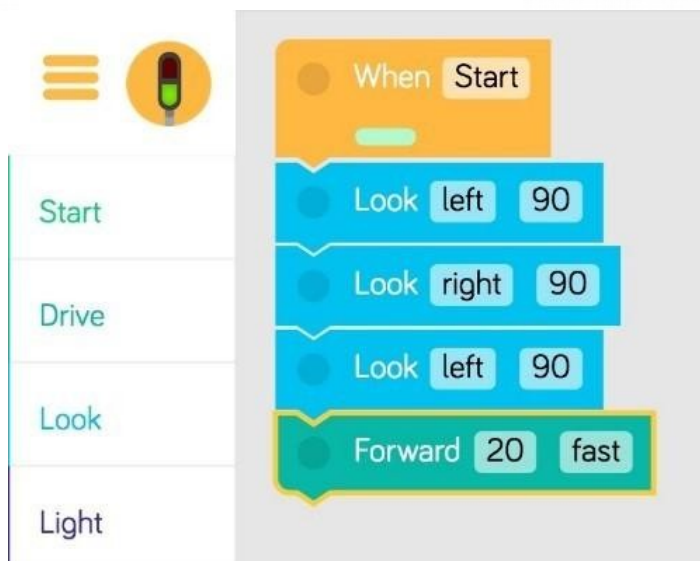 When Start
Look left 90
Look right 90
Look left 90
Forward 20 fast
Start
Drive
Look
Light